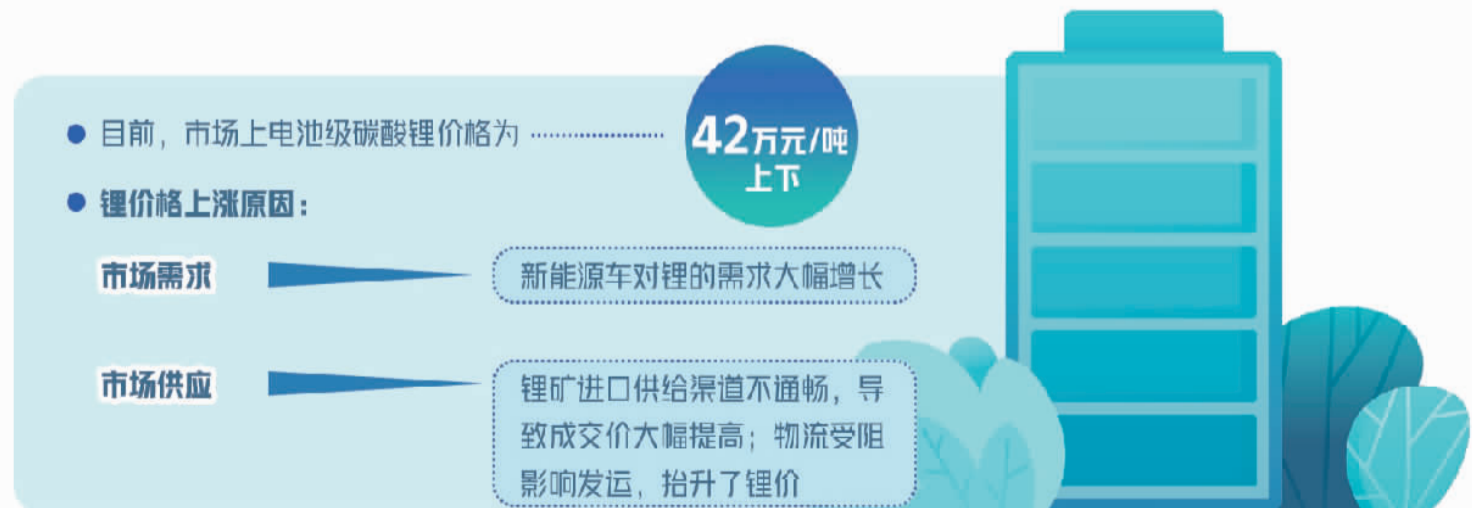 目前，市场上电池级碳酸锂价格为
42万元/吨
上下
锂价格上涨原因：
市场需求
新能源车对锂的需求大幅增长
市场供应
锂矿进口供给渠道不通畅，导
致成交价大幅提高；物流受阻
影响发运，抬升了锂价